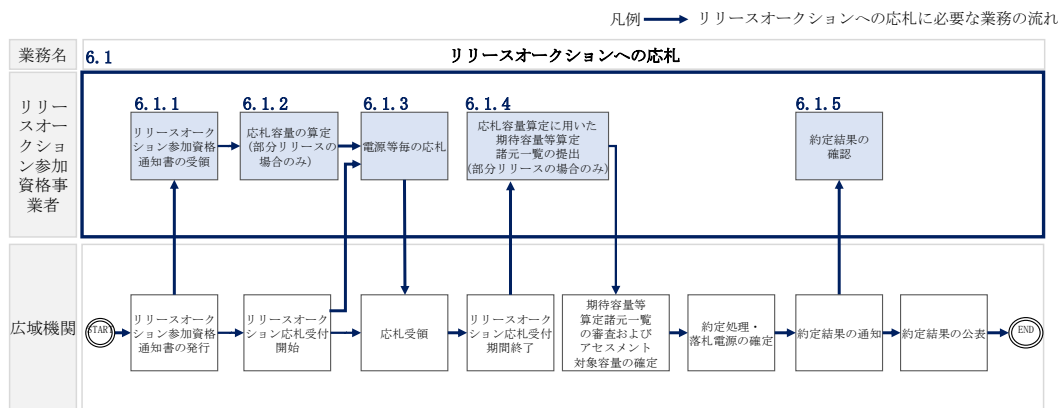 凡例 リリースオークションへの応札に必要な業務の流れ
業務名
6.1 リリースオークションへの応札
リリー
スオー
クショ
ン参加
資格事
業者
6.1.1
リリースオーク
ション参加資格
通知書の受領
6.1.2
応札容量の算定
(部分リリースの
場合のみ)
6.1.3
電源等毎の応札
6.1.4
応札容量算定に用いた
期待容量等算定
諸元一覧の提出
(部分リリースの場合のみ)
6.1.5
約定結果の
確認
広域機関
START
リリースオーク
ション参加資格
通知書の発行
リリースオーク
ション応札受付
開始
応札受領
リリースオーク
ション応札受付
期間終了
期待容量等
算定諸元一覧
の審査および
アセスメント
対象容量の確定
約定処理・
落札電源の確定
約定結果の通知
約定結果の公表
END